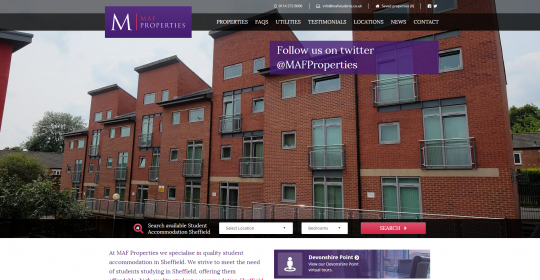 0114 272 5000
info@mafstudents.co.uk
Saved properties (0)
M MAF PROPERTIES
PROPERTIES FAQS UTILITIES TESTIMONIALS LOCATIONS NEWS CONTACT
Follow us on twitter
@MAFProperties
Search available Student
Accommodation Sheffield
Select Location
Bedrooms
SEARCH
At MAF Properties we specialise in quality student
accommodation in Sheffield. We strive to meet the need
of students studying in Sheffield, offering them
Devonshire Point
View our Devonshire Point
virtual tours.